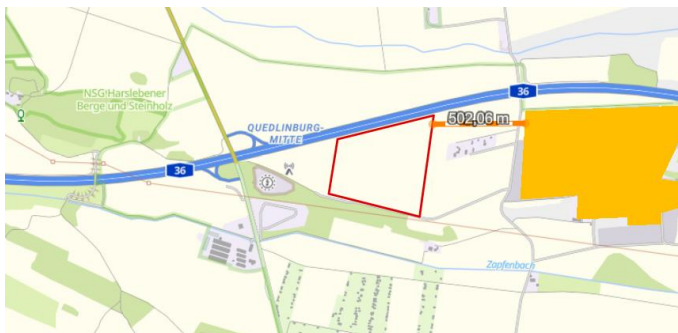 NSG Harslebener
Berge und Steinholz
QUEDLINBURG-
MITTE
36
502,06 m
36
Zapfenbach